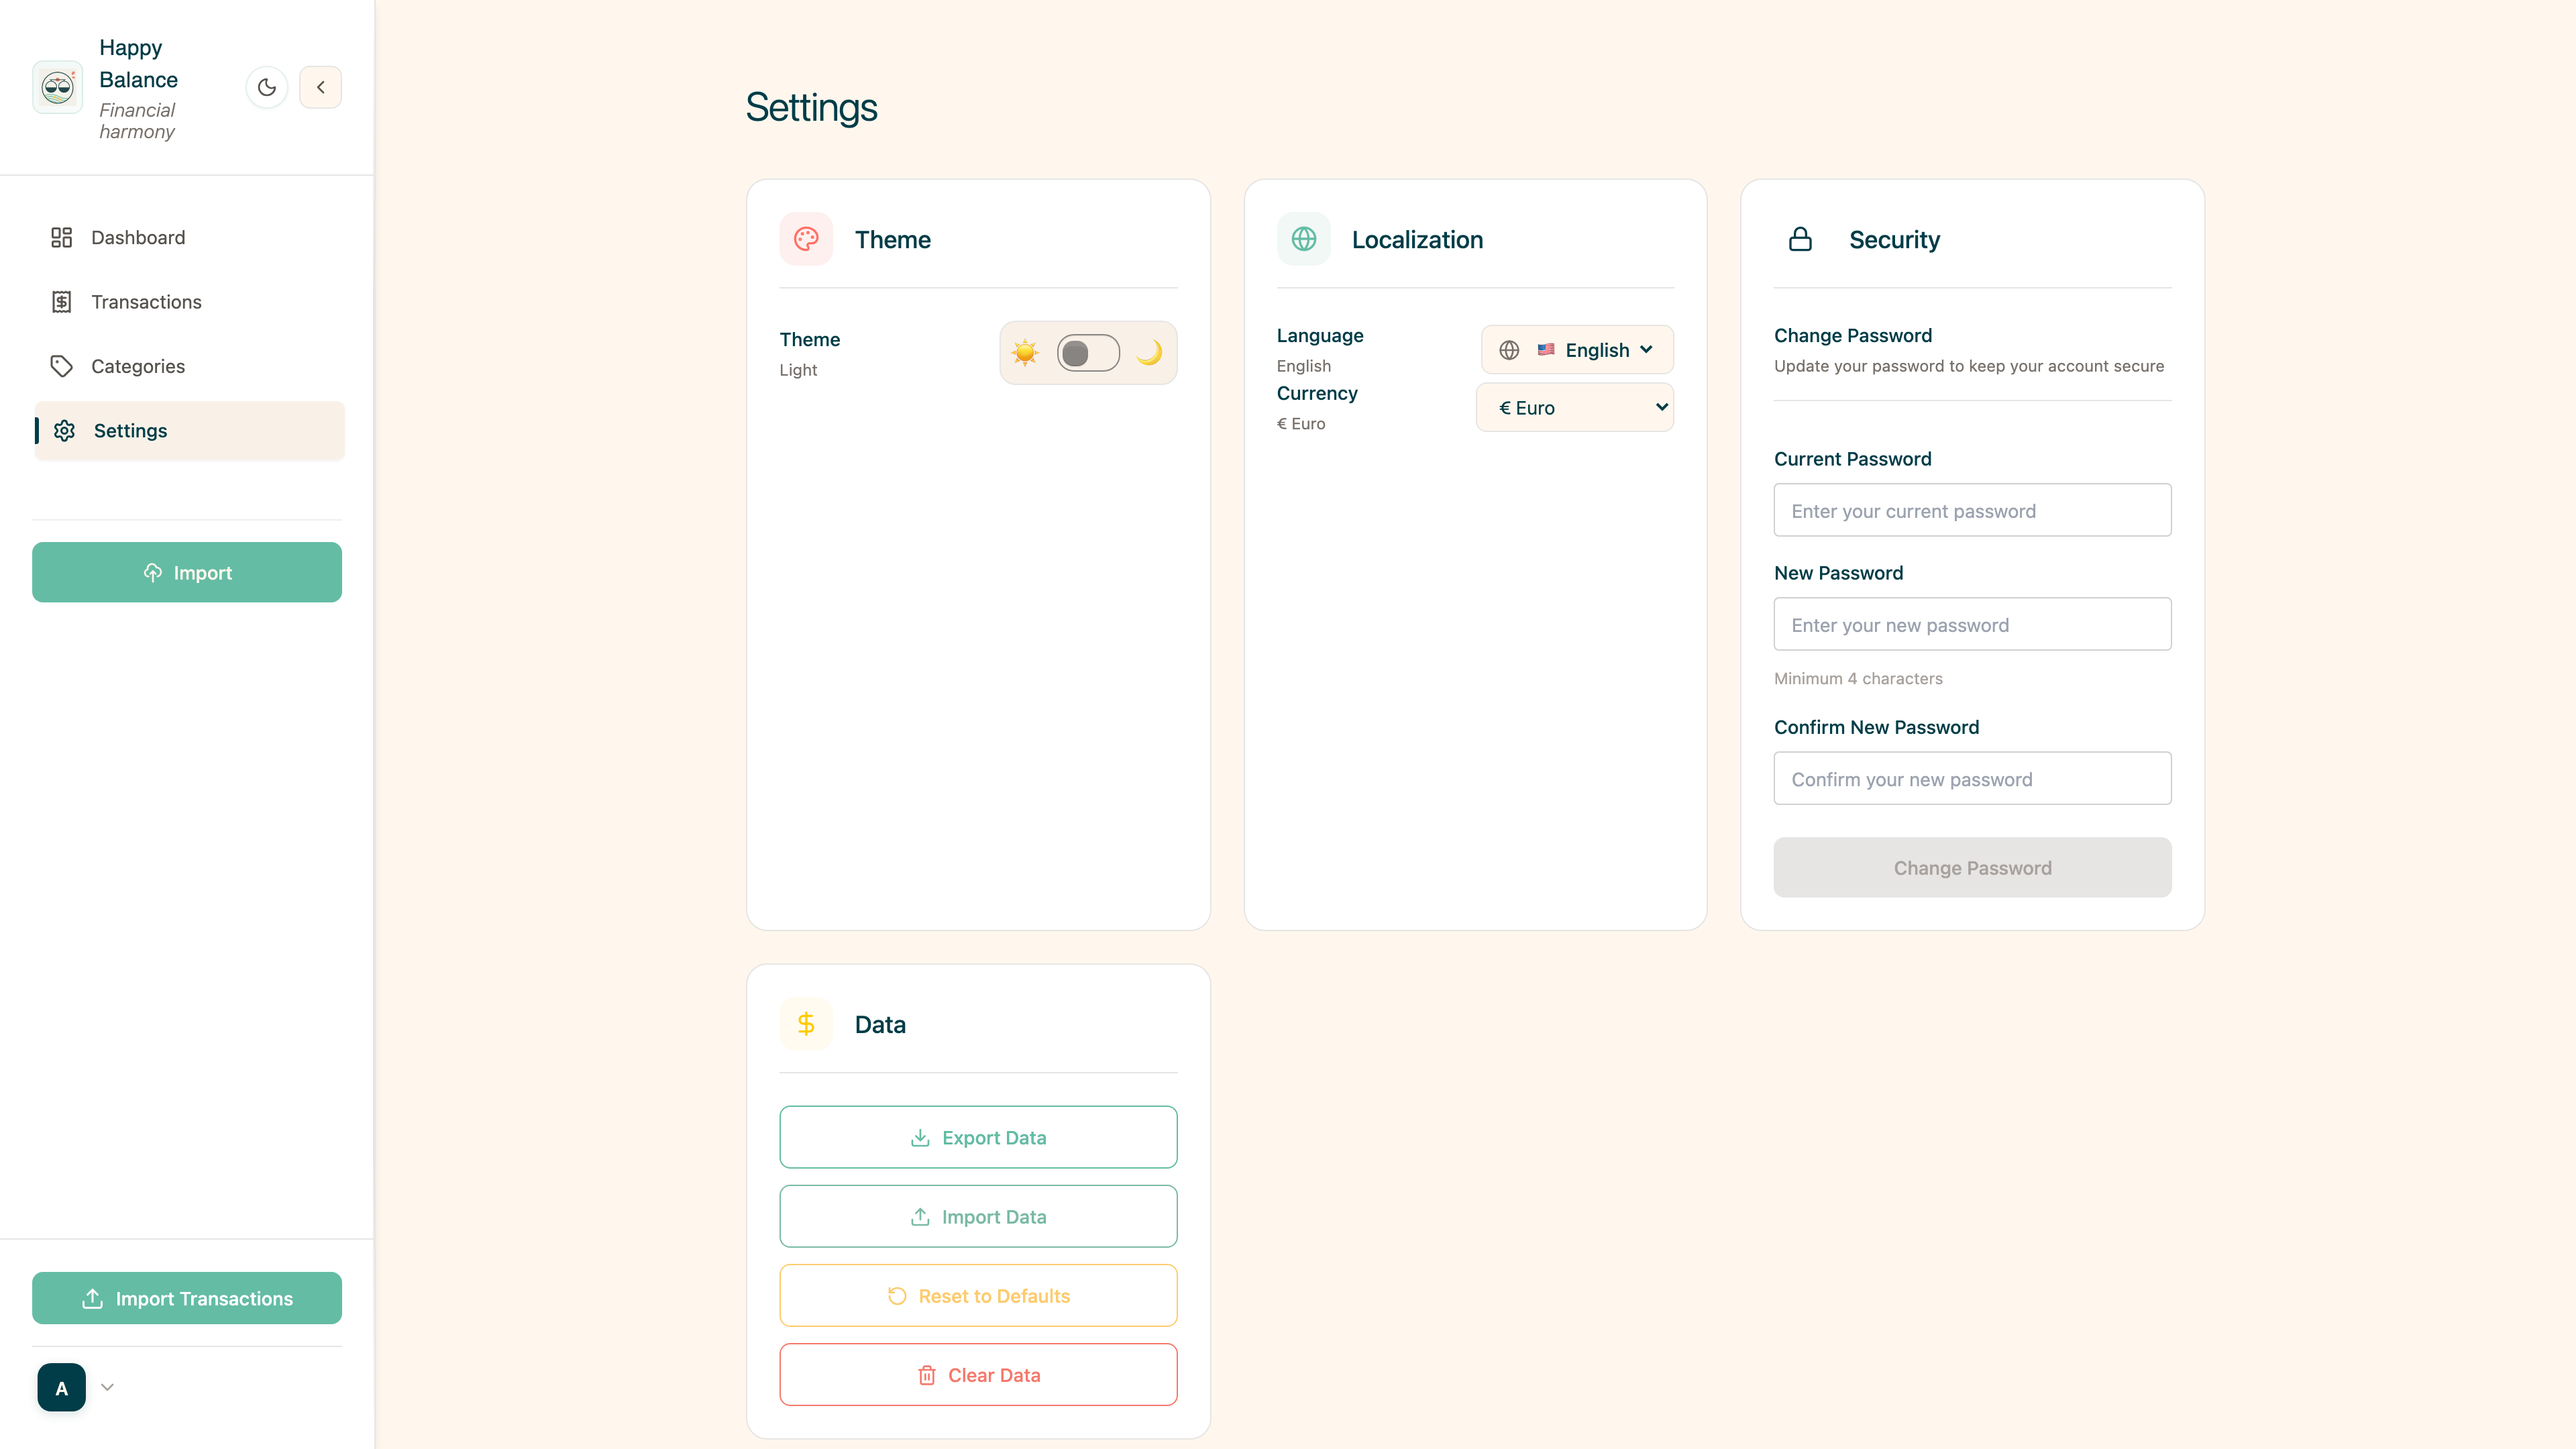 Happy
Balance
Financial
harmony
Dashboard
Transactions
Categories
Settings
Import
Import Transactions
A
Settings
Theme
Theme
Light
Localization
Language
English
English
Currency
€ Euro
€ Euro
Security
Change Password
Update your password to keep your account secure
Current Password
Enter your current password
New Password
Enter your new password
Minimum 4 characters
Confirm New Password
Confirm your new password
Change Password
Data
Export Data
Import Data
Reset to Defaults
Clear Data